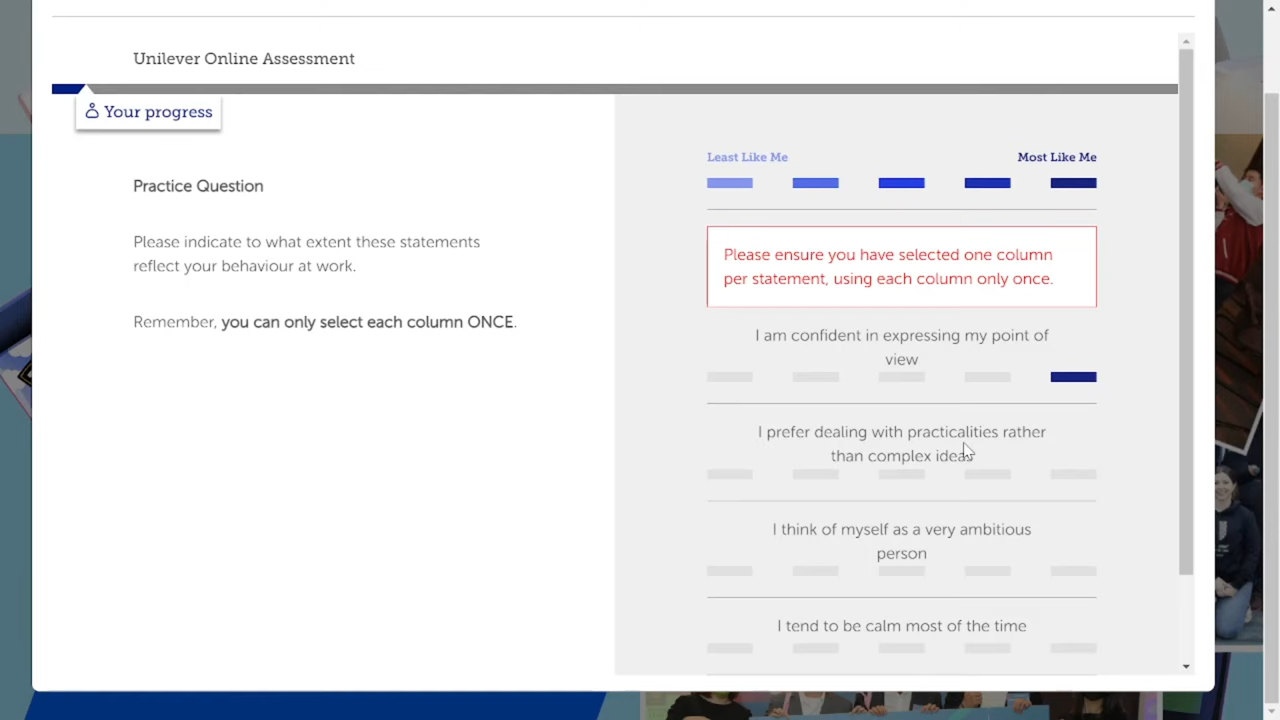 Unilever Online Assessment
Your progress
Practice Question
Please indicate to what extent these statements
reflect your behaviour at work.
Remember, you can only select each column ONCE.
Least Like Me
Most Like Me
Please ensure you have selected one column
per statement, using each column only once.
I am confident in expressing my point of
view
I prefer dealing with practicalities rather
than complex ideas
I think of myself as a very ambitious
person
I tend to be calm most of the time